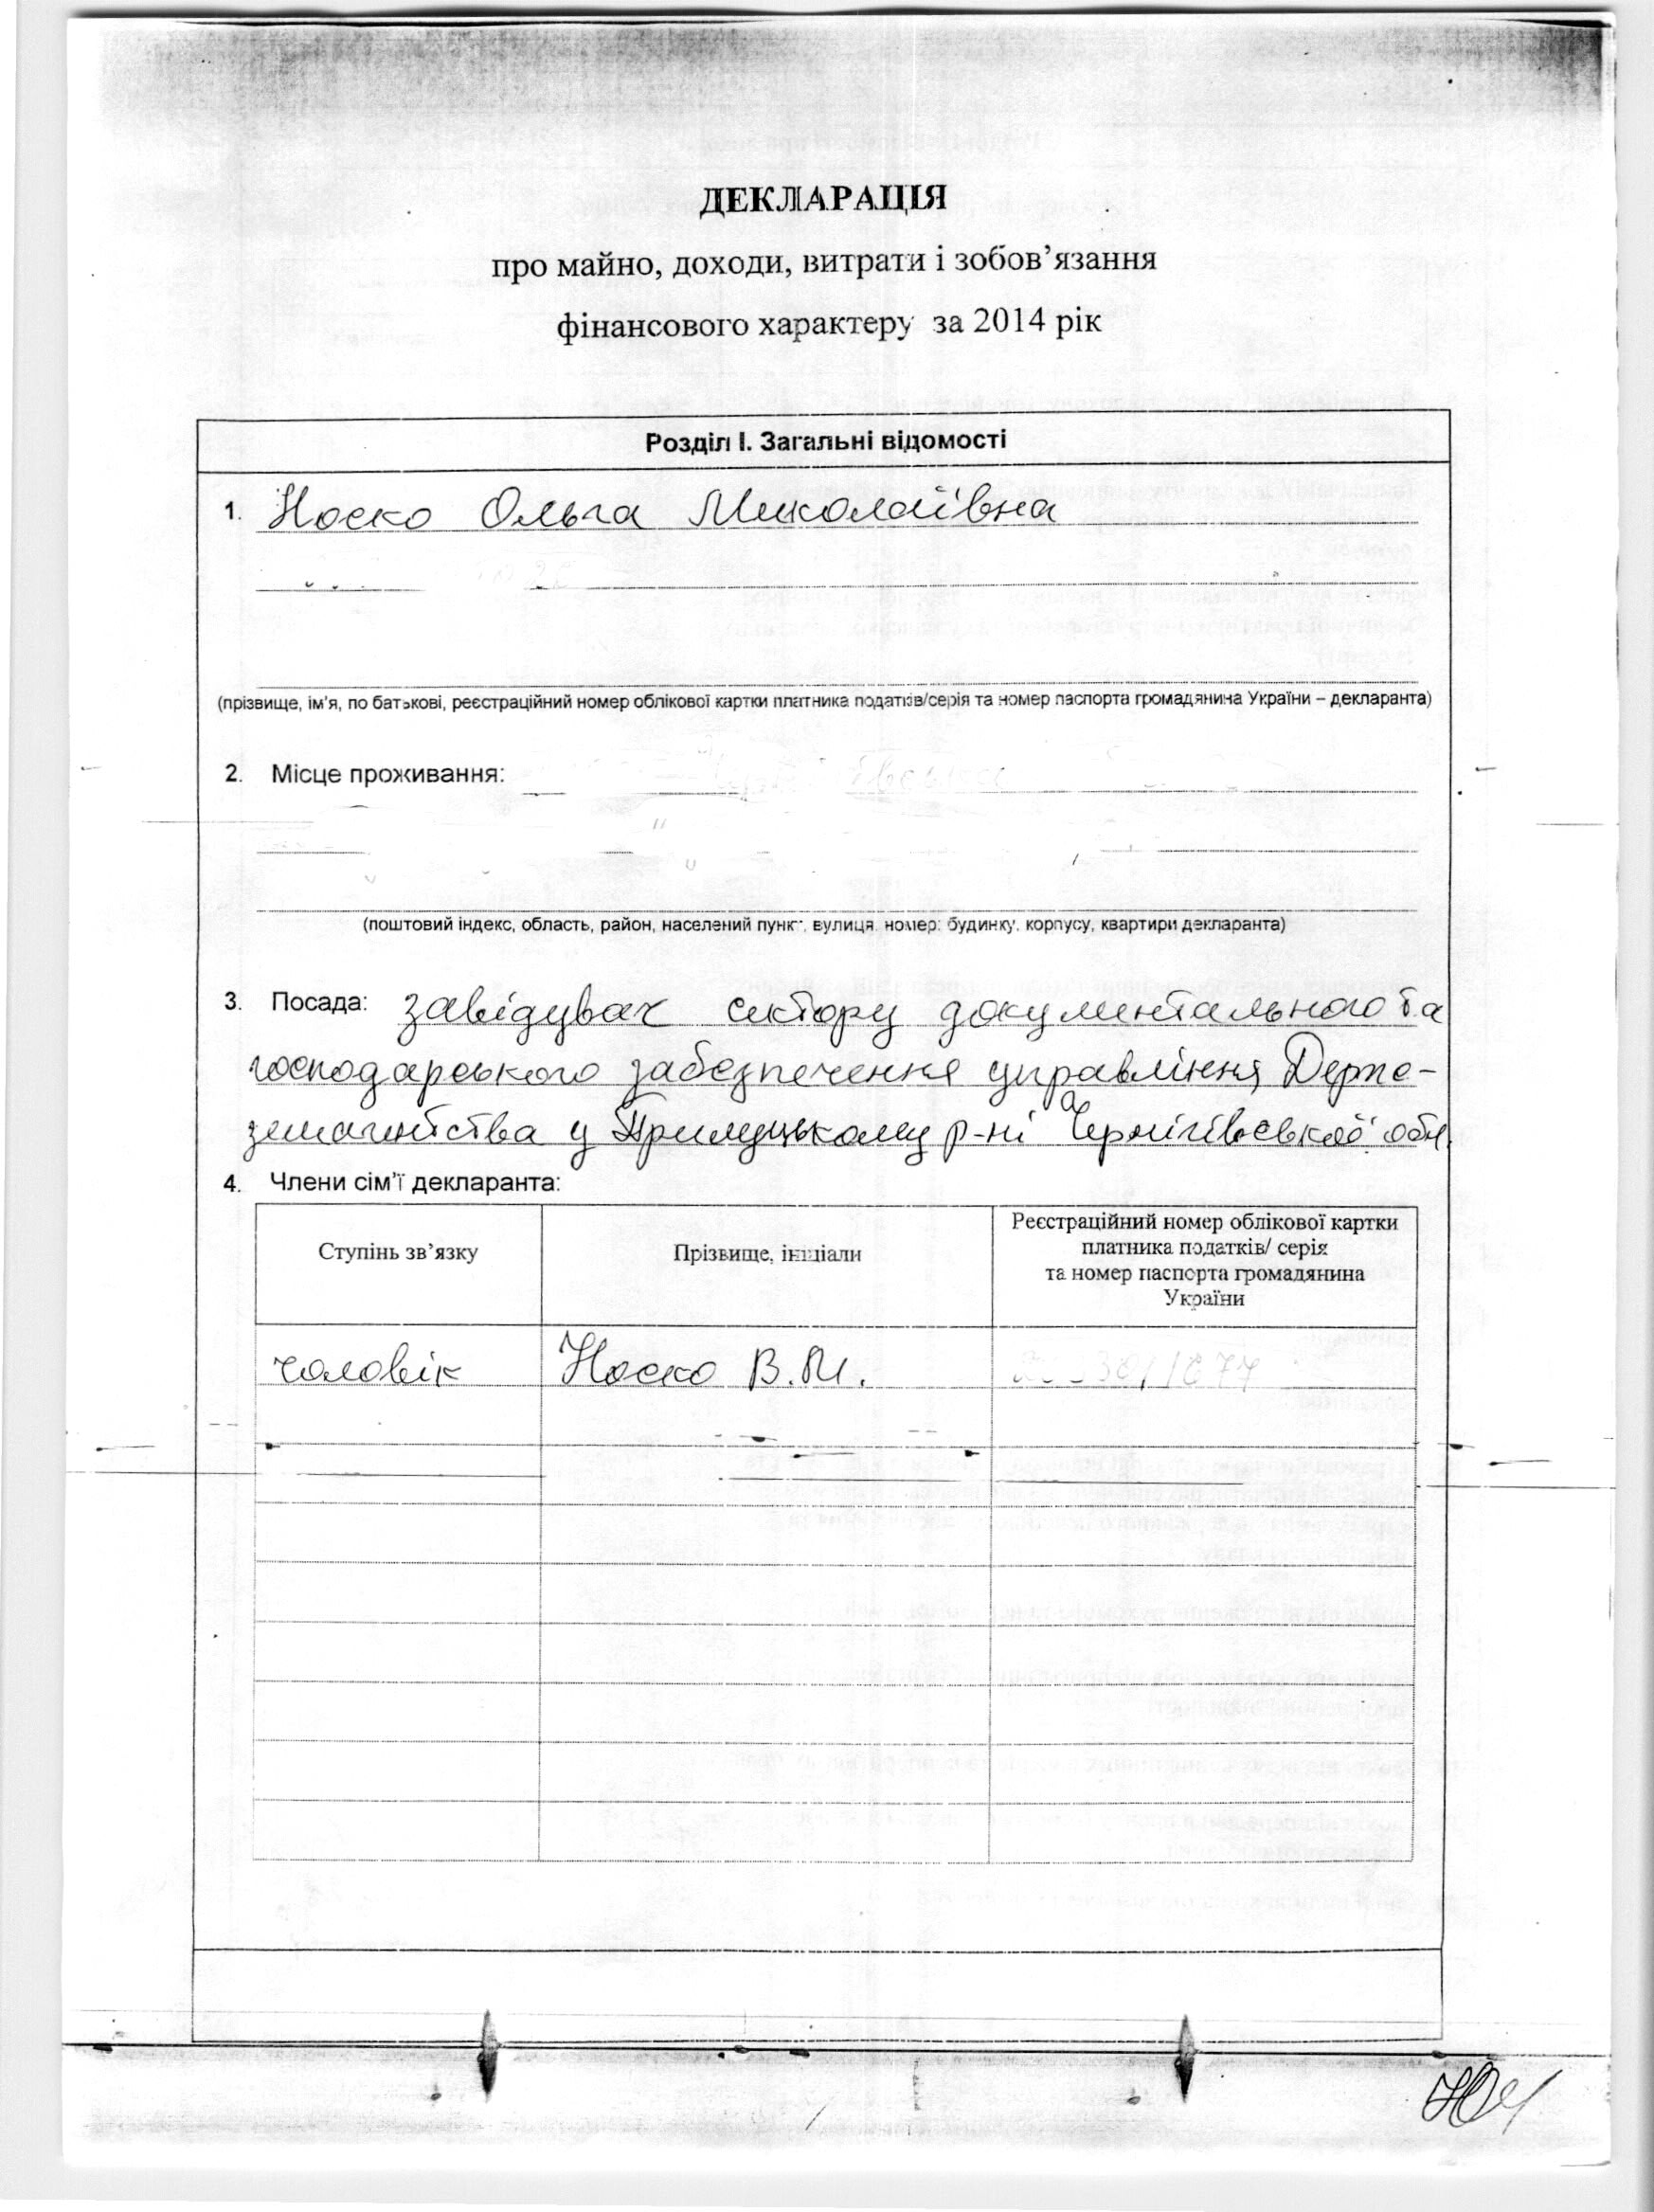 ДЕКЛАРАЦІЯ
про майно, доходи, витрати і зобов’язання
фінансового характеру за 2014 рік
Розділ І. Загальні відомості
1. Носко Ольга Миколаївна
(прізвище, ім’я, по батькові, реєстраційний номер облікової картки платника податків/серія та номер паспорта громадянина України – декларанта)
2. Місце проживання:
(поштовий індекс, область, район, населений пункт, вулиця, номер: будинку, корпусу, квартири декларанта)
3. Посада: завідувач сектору документального та
господарського забезпечення управління Держ-
земагентства у Прилуцькому р-ні Чернігівської обл.
4. Члени сім’ї декларанта:
Ступінь зв’язку
Прізвище, ініціали
Реєстраційний номер облікової картки
платника податків/ серія
та номер паспорта громадянина
України
чоловік Носко В.М.